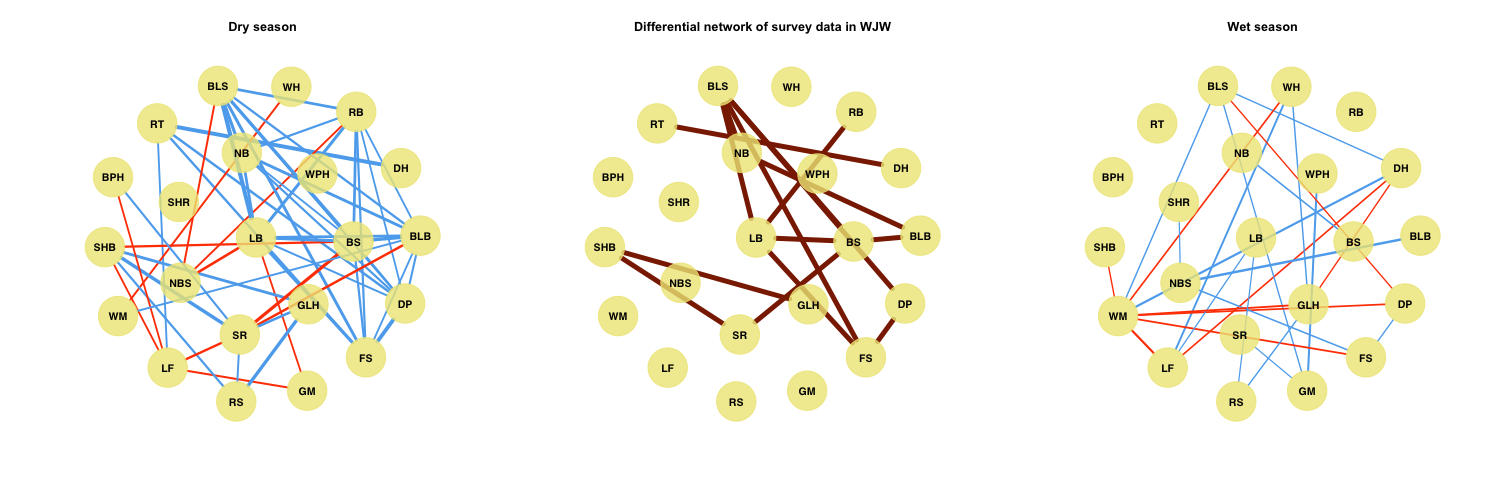 Dry season
BLS
WH
RB
RT
NB
DH
WPH
BPH
SHR
SHB
LB
BS
BLB
NBS
WM
GLH
DP
SR
FS
LF
GM
RS
Differential network of survey data in WJW
BLS
WH
RB
RT
NB
DH
WPH
BPH
SHR
SHB
LB
BS
BLB
NBS
WM
GLH
DP
SR
FS
LF
GM
RS
Wet season
BLS
WH
RB
RT
NB
DH
WPH
BPH
SHR
SHB
LB
BS
BLB
NBS
WM
GLH
DP
SR
FS
LF
GM
RS